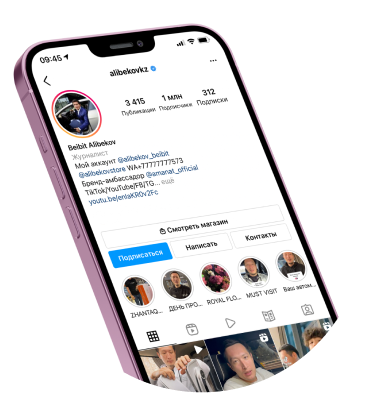 09:45
alibekovkz
3 415
1 млн
312
Публикации
Подписчики
Подписки
Beibit Alibekov
Журналист
Мой аккаунт @alibekov_beibit
@alibekovstore WA+77777777573
Бренд-амбассадор @amanat_official
TikTok/YouTube/FB/TG... ещё
youtu.be/enlaKR0v2Fc
Смотреть магазин
Подписаться
Написать
Контакты
ZHANTAQ...
ДЕНЬ ПРО...
ROYAL FLO...
MUST VISIT
Ваш автом...